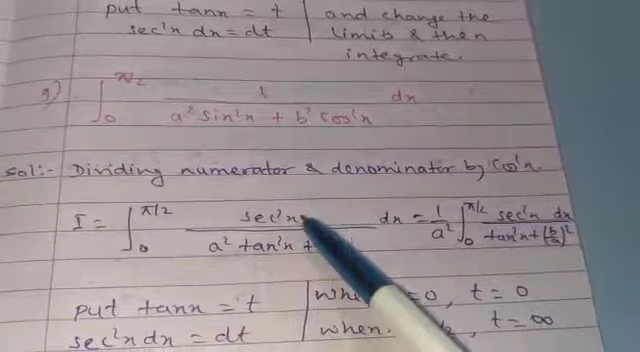 put tanx = t | and change the
sec²x dx = dt | limits & then
integrate.
9) ∫₀^π/2 1 / (a² sin²x + b² cos²x) dx
Sol:- Dividing numerator & denominator by cos²x.
I = ∫₀^π/2 sec²x / (a² tan²x + dx = 1/a² ∫₀^π/2 sec²x dx / (tan²x + (b/a)²)
put tanx = t | =0, t = 0
sec²x dx = dt | when. t = ∞